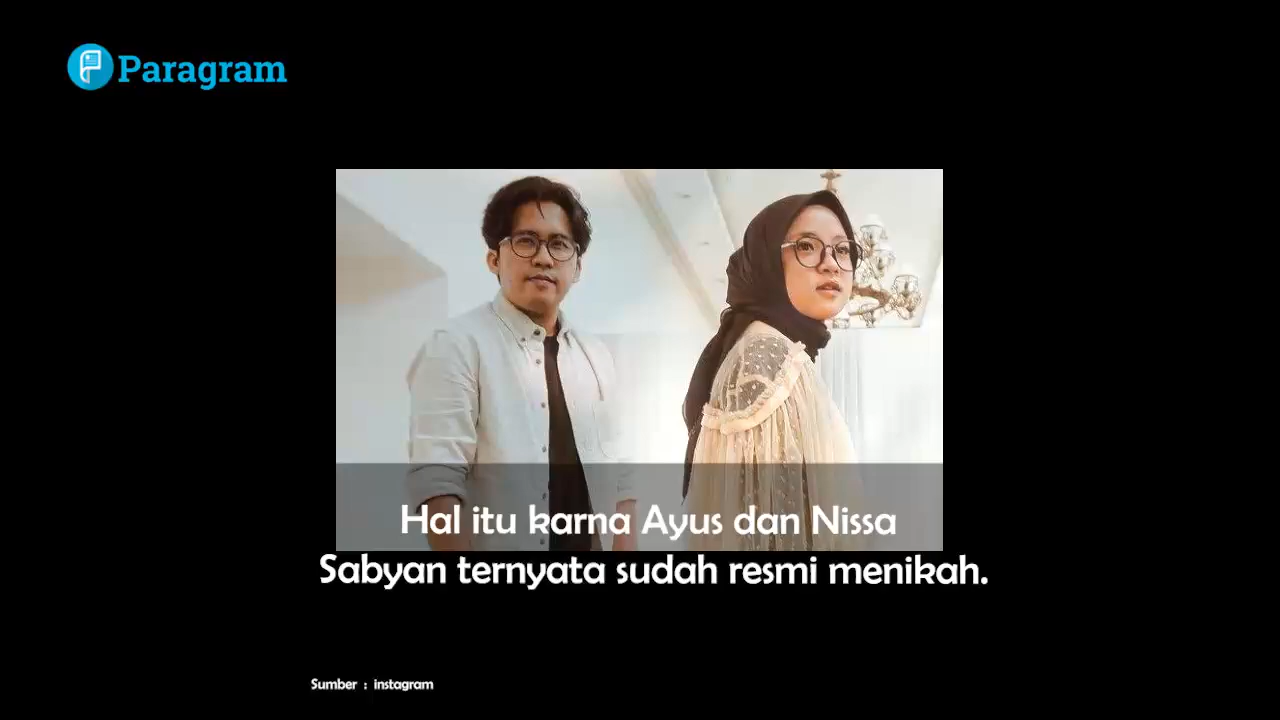 Paragram
Hal itu karna Ayus dan Nissa
Sabyan ternyata sudah resmi menikah.
Sumber : instagram